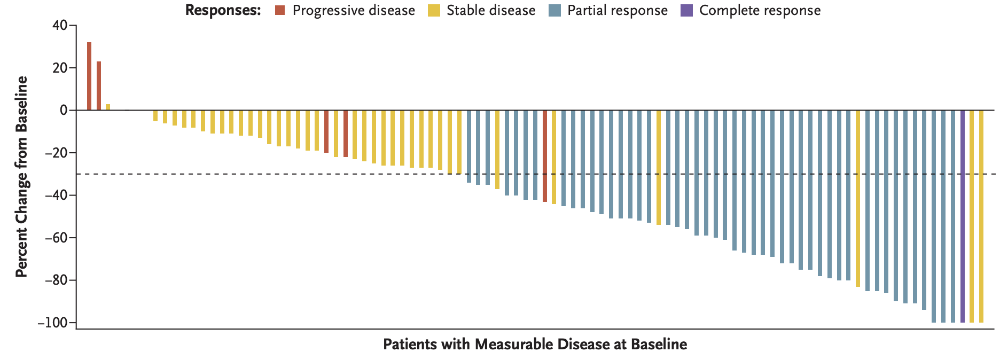 Responses: Progressive disease Stable disease Partial response Complete response
40
20
0
–20
–40
–60
–80
–100
Percent Change from Baseline
Patients with Measurable Disease at Baseline